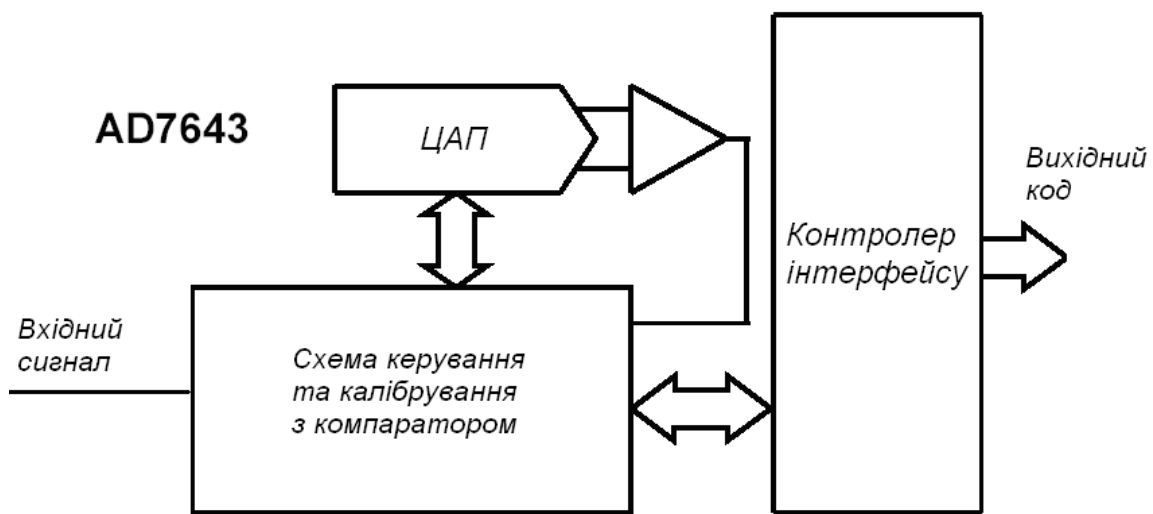 AD7643
ЦАП
Вихідний
код
Контролер
інтерфейсу
Вхідний
сигнал
Схема керування
та калібрування
з компаратором